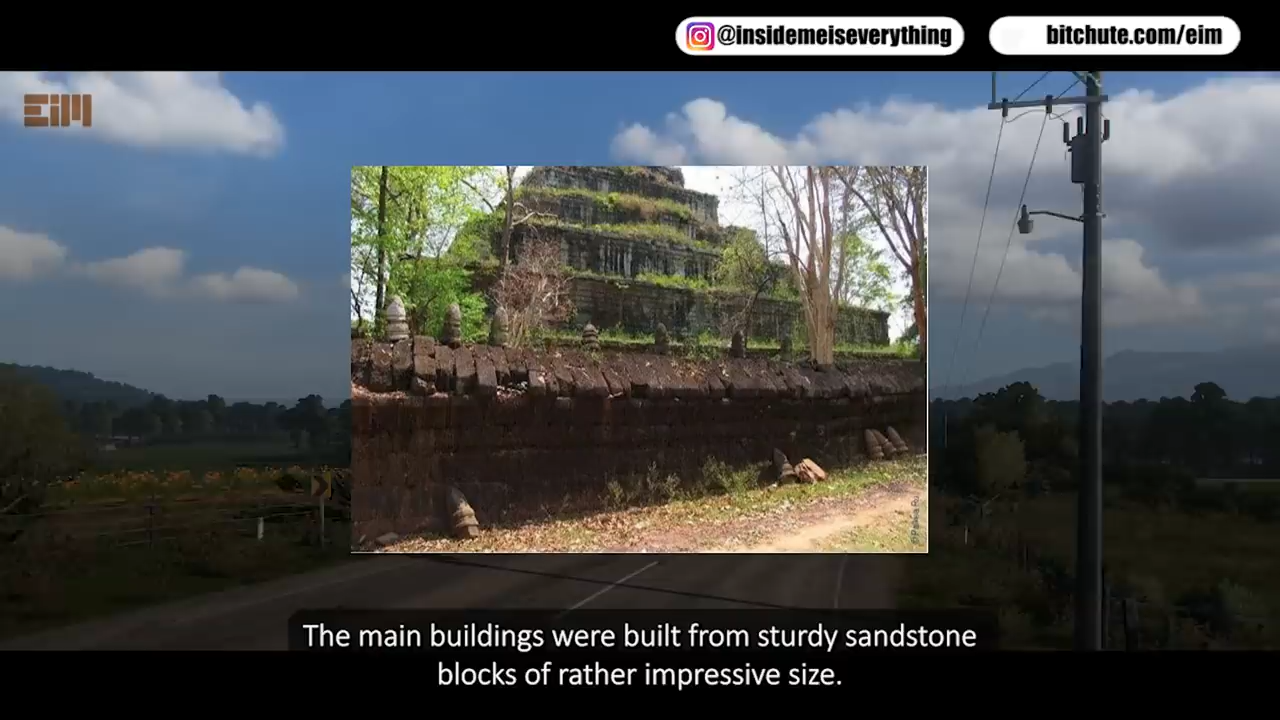 @insidemeiseverything
bitchute.com/eim
EIM
The main buildings were built from sturdy sandstone
blocks of rather impressive size.